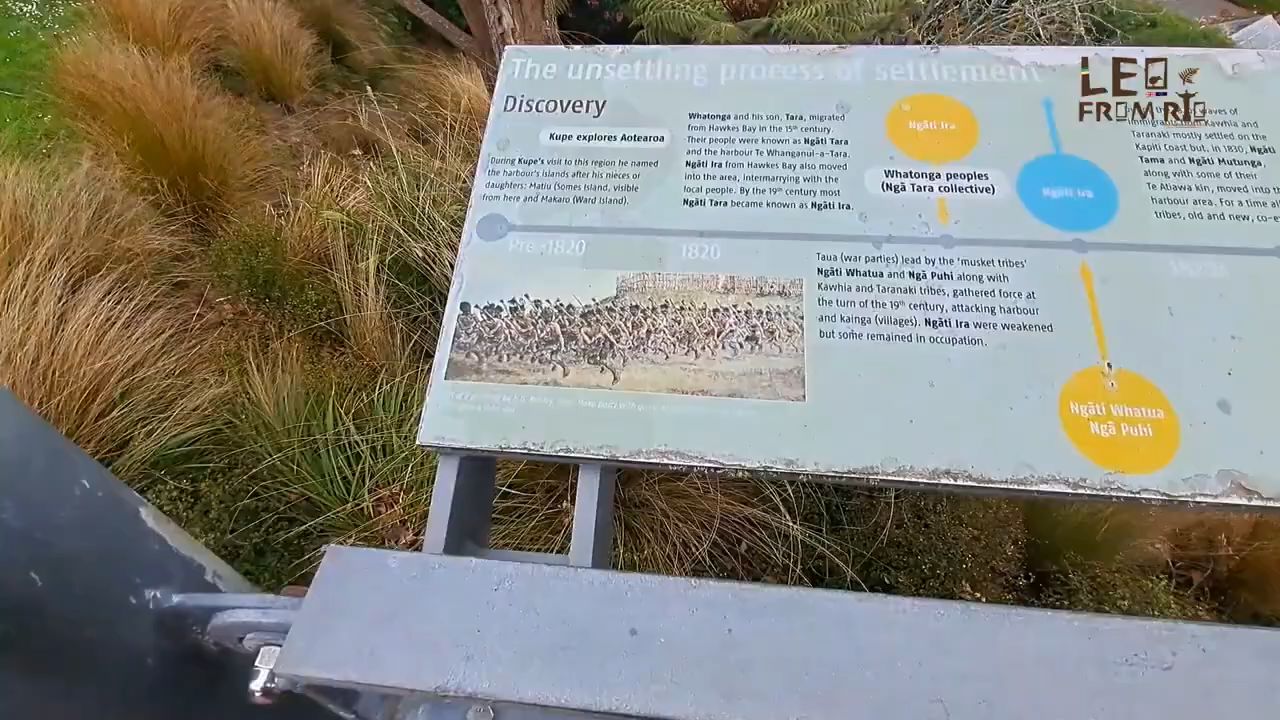 The unsettling process of settlement
Discovery
Kupe explores Aotearoa
During Kupe's visit to this region he named
the harbour's islands after his nieces or
daughters: Matiu (Somes Island, visible
from here and Makaro (Ward Island).
Whatonga and his son, Tara, migrated
from Hawkes Bay in the 15th century.
Their people were known as Ngāti Tara
and the harbour Te Whanganui-a-Tara.
Ngāti Ira from Hawkes Bay also moved
into the area, intermarrying with the
local people. By the 19th century most
Ngāti Tara became known as Ngāti Ira.
Ngāti Ira
Whatonga peoples
(Ngā Tara collective)
Ngāti Ira
LEO
FROM RIO
waves of
immigrants from Kawhia and
Taranaki mostly settled on the
Kapiti Coast but, in 1830, Ngāti
Tama and Ngāti Mutunga
along with some of their
Te Atiawa kin, moved into
harbour area. For a time al
tribes, old and new, co-e
Pre-1820
1820
Taua (war parties) lead by the 'musket tribes'
Ngāti Whatua and Ngā Puhi along with
Kawhia and Taranaki tribes, gathered force at
the turn of the 19th century, attacking harbour
and kainga (villages). Ngāti Ira were weakened
but some remained in occupation.
Ngāti Whatua
Ngā Puhi